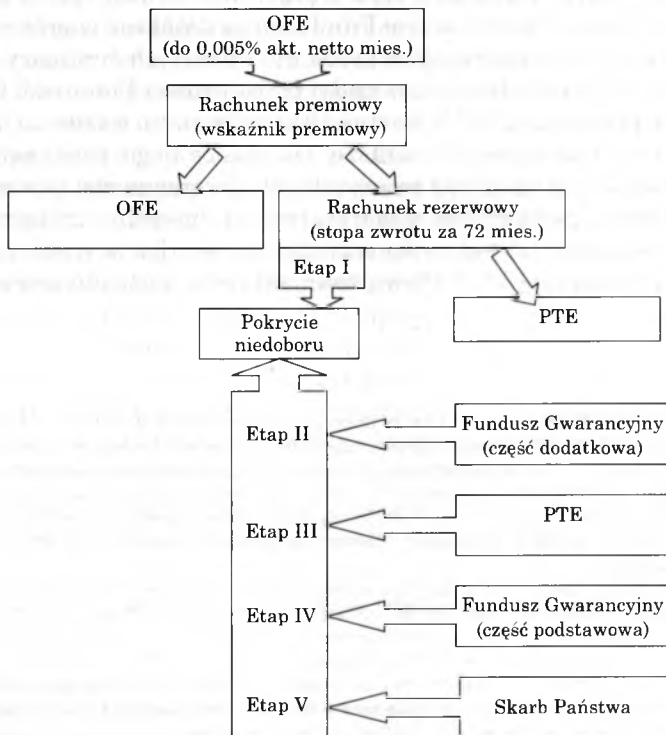 OFE
(do 0,005% akt. netto mies.)
Rachunek premiowy
(wskaźnik premiowy)
OFE
Rachunek rezerwowy
(stopa zwrotu za 72 mies.)
Etap I
PTE
Pokrycie
niedoboru
Etap II
Fundusz Gwarancyjny
(część dodatkowa)
Etap III
PTE
Etap IV
Fundusz Gwarancyjny
(część podstawowa)
Etap V
Skarb Państwa